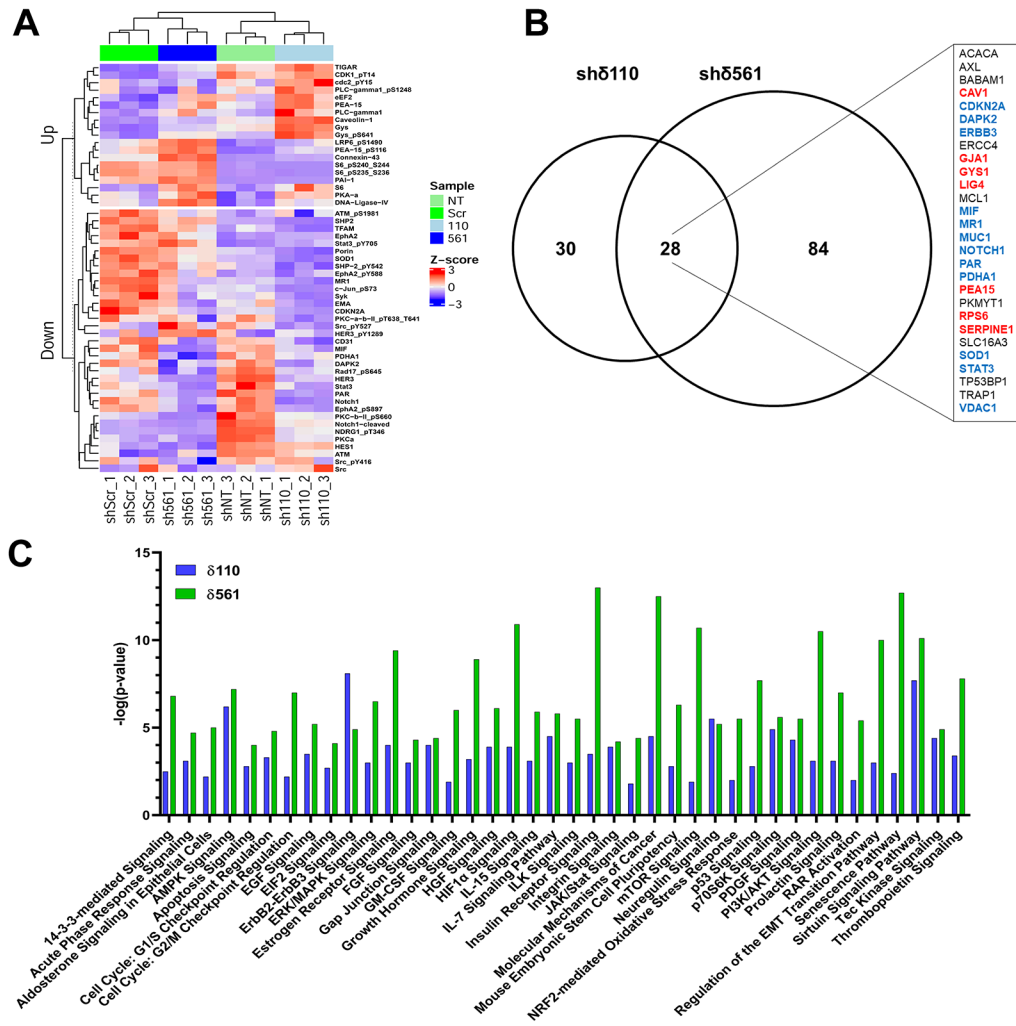 A
TIGAR
CDK1_pT14
cdc2_pY15
PLC-gamma1_pS1248
eEF2
PEA-15
PLC-gamma1
Caveolin-1
Gys
Gys_pS641
LRP6_pS1490
PEA-15_pS116
Connexin-43
S6_pS240_S244
S6_pS235_S236
PAI-1
S6
PKA-a
DNA-Ligase-IV
ATM_pS1981
SHP2
TFAM
EphA2
Stat3_pY705
Porin
SOD1
SHP-2_pY542
EphA2_pY588
MR1
c-Jun_pS73
Syk
EMA
CDKN2A
PKC-a-b-II_pT638_T641
Src_pY527
HER3_pY1289
CD31
MIF
PDHA1
DAPK2
Rad17_pS645
HER3
Stat3
PAR
Notch1
EphA2_pS897
PKC-b-II_pS660
Notch1-cleaved
NDRG1_pT346
PKCa
HES1
ATM
Src_pY416
Src
Up
Down
shScr_1
shScr_2
shScr_3
sh561_1
sh561_2
sh561_3
shNT_3
shNT_2
shNT_1
sh110_1
sh110_2
sh110_3
Sample
NT
Scr
110
561
Z-score
3
0
−3
B
shδ110
shδ561
30
28
84
ACACA
AXL
BABAM1
CAV1
CDKN2A
DAPK2
ERBB3
ERCC4
GJA1
GYS1
LIG4
MCL1
MIF
MR1
MUC1
NOTCH1
PAR
PDHA1
PEA15
PKMYT1
RPS6
SERPINE1
SLC16A3
SOD1
STAT3
TP53BP1
TRAP1
VDAC1
C
-log(p-value)
15
10
5
0
δ110
δ561
14-3-3-mediated Signaling
Acute Phase Response Signaling
Aldosterone Signaling in Epithelial Cells
AMPK Signaling
Apoptosis Signaling
Cell Cycle: G1/S Checkpoint Regulation
Cell Cycle: G2/M Checkpoint Regulation
EGF Signaling
EIF2 Signaling
ErbB2-ErbB3 Signaling
ERK/MAPK Signaling
Estrogen Receptor Signaling
FGF Signaling
Gap Junction Signaling
GM-CSF Signaling
Growth Hormone Signaling
HGF Signaling
HIF-1α Signaling
IL-15 Signaling
IL-7 Signaling Pathway
ILK Signaling
Insulin Receptor Signaling
Integrin Signaling
JAK/Stat Signaling
Molecular Mechanisms of Cancer
Mouse Embryonic Stem Cell Pluripotency
mTOR Signaling
Neuregulin Signaling
NRF2-mediated Oxidative Stress Response
p53 Signaling
p70S6K Signaling
PDGF Signaling
PI3K/AKT Signaling
Prolactin Signaling
RAR Activation
Regulation of the EMT Transition Pathway
Senescence Pathway
Sirtuin Signaling Pathway
Tec Kinase Signaling
Thrombopoietin Signaling